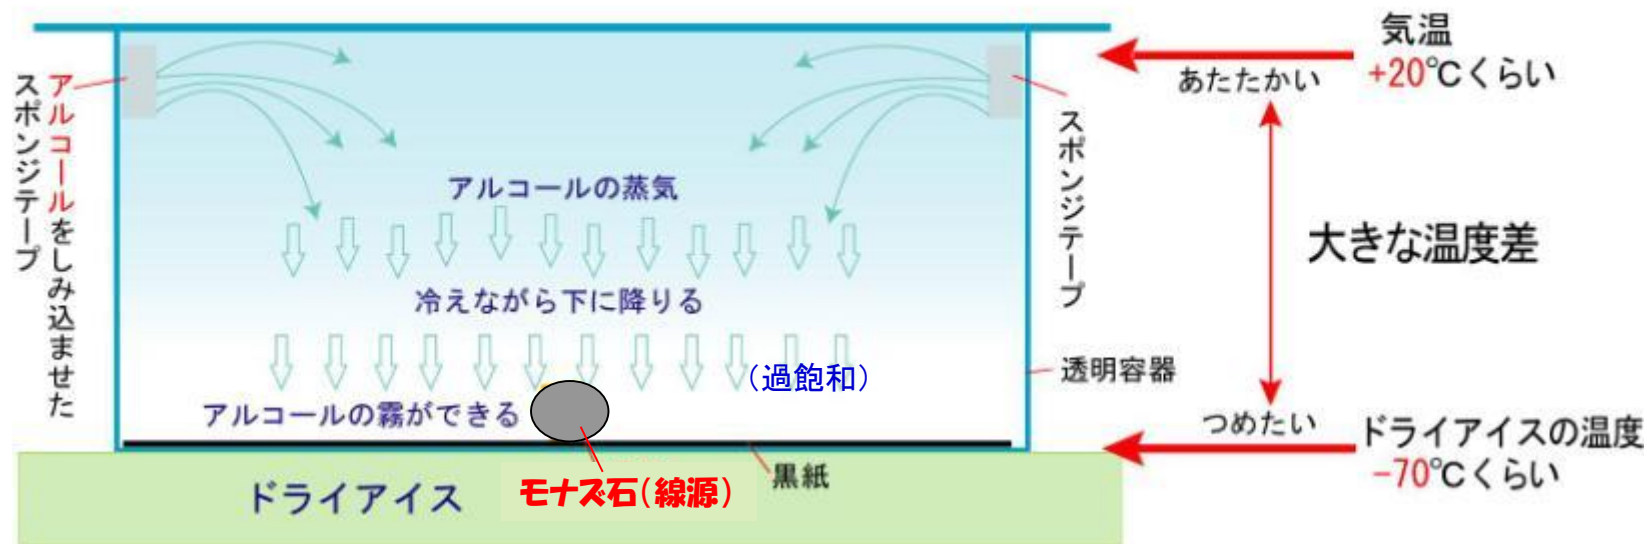 アルコールをしみ込ませた
スポンジテープ
アルコールの蒸気
冷えながら下に降りる
(過飽和)
アルコールの霧ができる
ドライアイス
モナズ石(線源)
黒紙
透明容器
スポンジテープ
気温
+20℃くらい
あたたかい
大きな温度差
つめたい
ドライアイスの温度
−70℃くらい